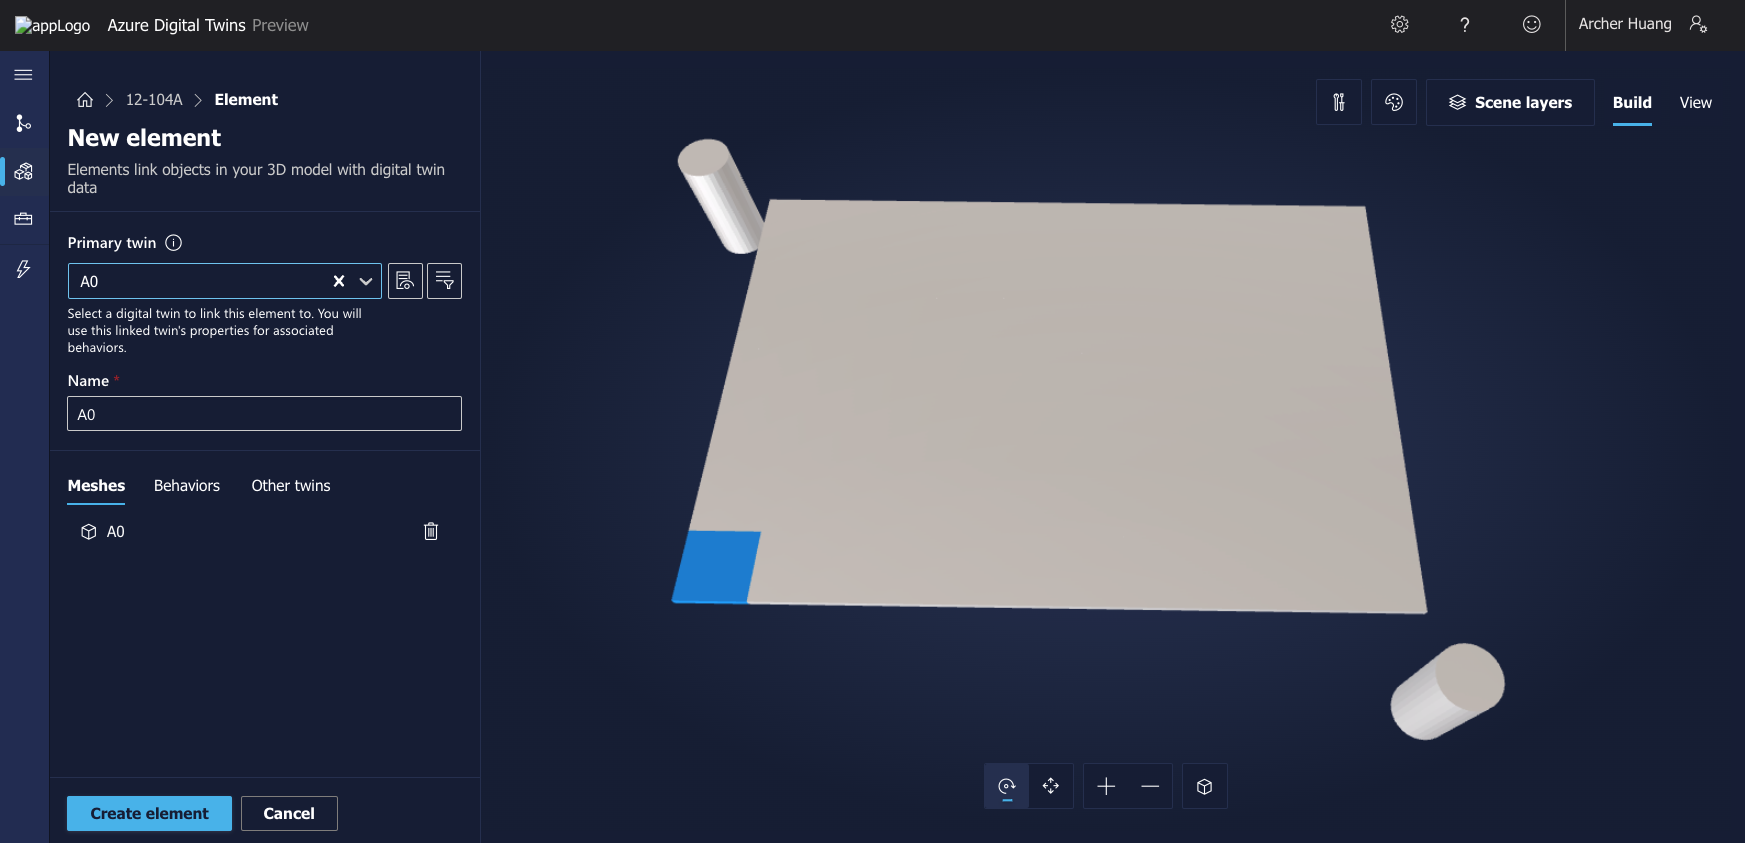 appLogo Azure Digital Twins Preview
? Archer Huang
12-104A Element
Scene layers Build View
New element
Elements link objects in your 3D model with digital twin
data
Primary twin
A0
Select a digital twin to link this element to. You will
use this linked twin's properties for associated
behaviors.
Name *
A0
Meshes Behaviors Other twins
A0
Create element Cancel